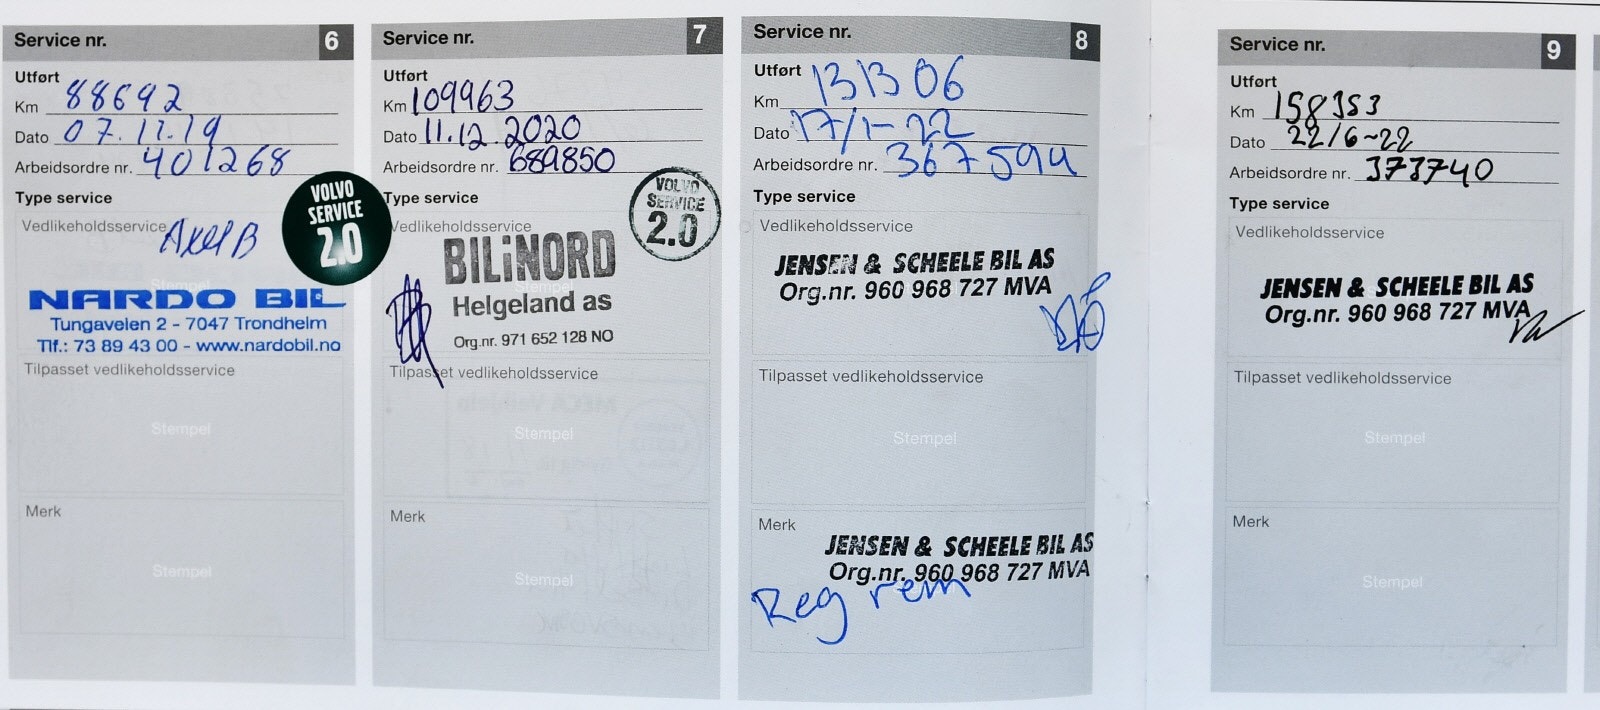 Service nr. 6
Utført
Km 88692
Dato 07.11.19
Arbeidsordre nr. 401268
Type service
VOLVO
SERVICE
2.0
Vedlikeholdsservice
Axel B
NARDO BIL
Tungaveien 2 - 7047 Trondheim
Tlf.: 73 89 43 00 - www.nardobil.no
Tilpasset vedlikeholdsservice
Stempel
Merk
Stempel
Service nr. 7
Utført
Km 109963
Dato 11.12.2020
Arbeidsordre nr. 689850
Type service
VOLVO
SERVICE
2.0
Vedlikeholdsservice
BILiNORD
Helgeland as
Org.nr. 971 652 128 NO
Tilpasset vedlikeholdsservice
Stempel
Merk
Stempel
Service nr. 8
Utført
Km 131306
Dato 17/1-22
Arbeidsordre nr. 367594
Type service
Vedlikeholdsservice
JENSEN & SCHEELE BIL AS
Org.nr. 960 968 727 MVA
Tilpasset vedlikeholdsservice
Stempel
Merk
JENSEN & SCHEELE BIL AS
Org.nr. 960 968 727 MVA
Reg rem
Service nr. 9
Utført
Km 158353
Dato 22/6-22
Arbeidsordre nr. 373740
Type service
Vedlikeholdsservice
JENSEN & SCHEELE BIL AS
Org.nr. 960 968 727 MVA
Tilpasset vedlikeholdsservice
Stempel
Merk
Stempel